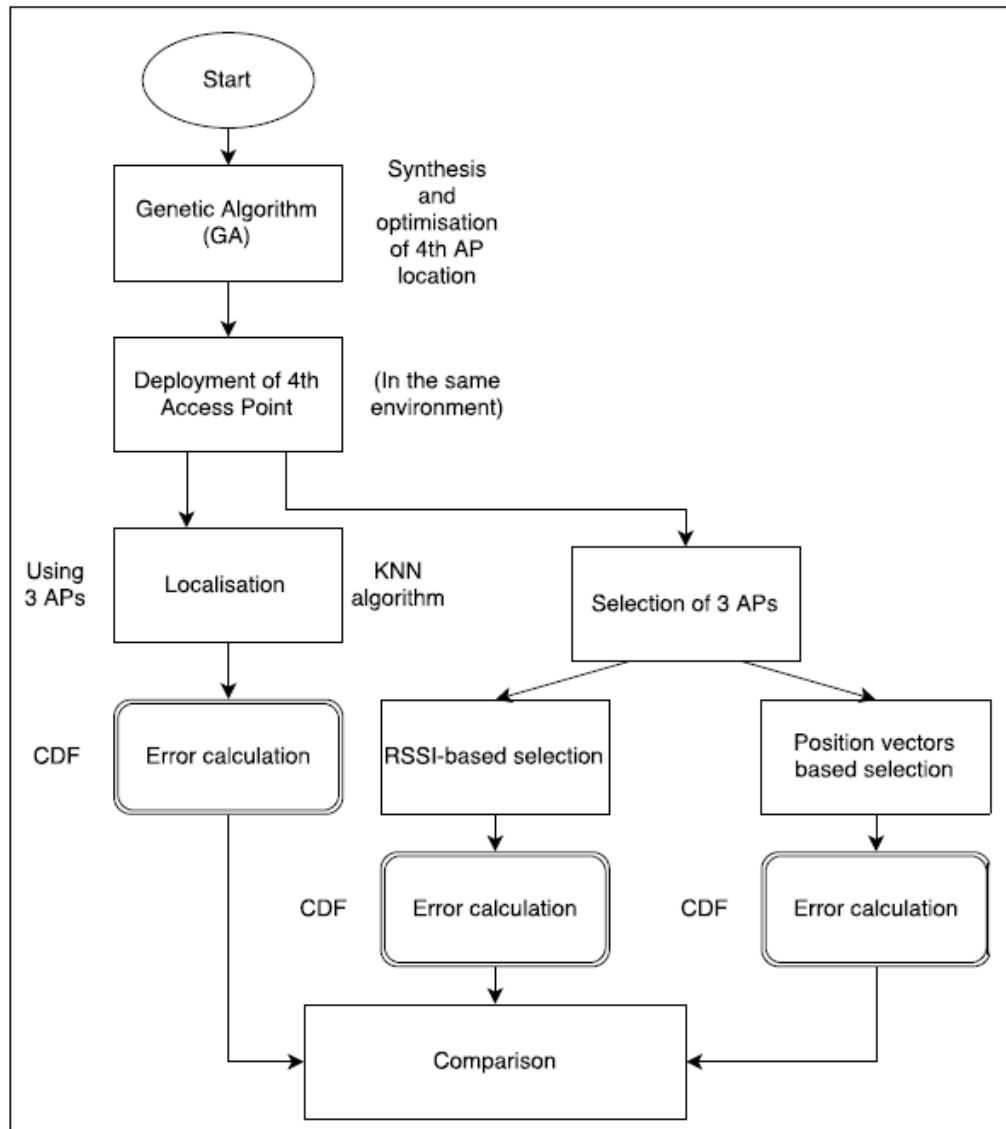 Start
Genetic Algorithm
(GA)
Synthesis
and
optimisation
of 4th AP
location
Deployment of 4th
Access Point
(In the same
environment)
Using
3 APs
Localisation
KNN
algorithm
Selection of 3 APs
CDF
Error calculation
RSSI-based selection
Position vectors
based selection
CDF
Error calculation
CDF
Error calculation
Comparison